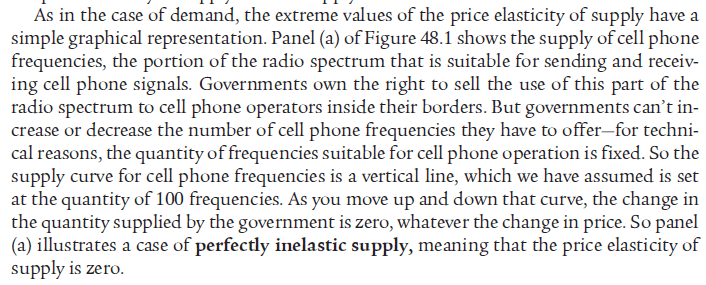 As in the case of demand, the extreme values of the price elasticity of supply have a
simple graphical representation. Panel (a) of Figure 48.1 shows the supply of cell phone
frequencies, the portion of the radio spectrum that is suitable for sending and receiv-
ing cell phone signals. Governments own the right to sell the use of this part of the
radio spectrum to cell phone operators inside their borders. But governments can’t in-
crease or decrease the number of cell phone frequencies they have to offer—for techni-
cal reasons, the quantity of frequencies suitable for cell phone operation is fixed. So the
supply curve for cell phone frequencies is a vertical line, which we have assumed is set
at the quantity of 100 frequencies. As you move up and down that curve, the change in
the quantity supplied by the government is zero, whatever the change in price. So panel
(a) illustrates a case of perfectly inelastic supply, meaning that the price elasticity of
supply is zero.